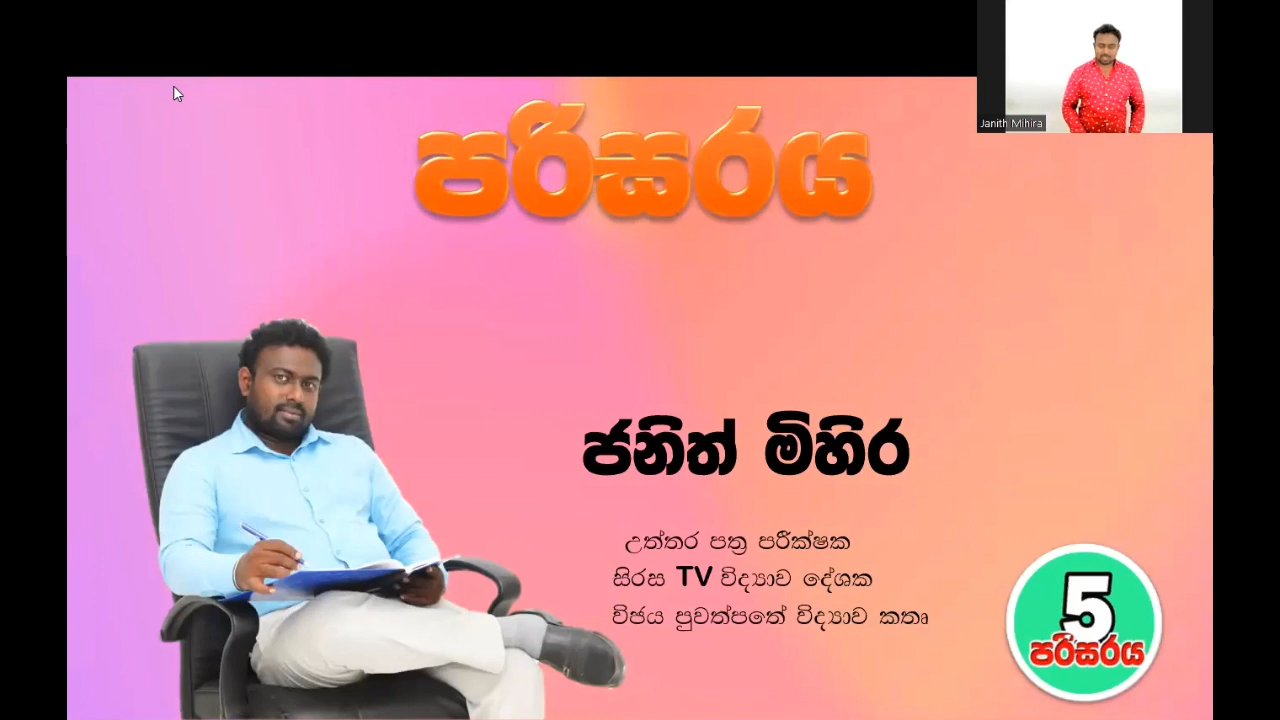 Janith Mihira
පරිසරය
ජනිත් මිහිර
උත්තර පත්‍ර පරීක්ෂක
සිරස TV විද්‍යාව දේශක
විජය පුවත්පතේ විද්‍යාව කතෘ
5
පරිසරය